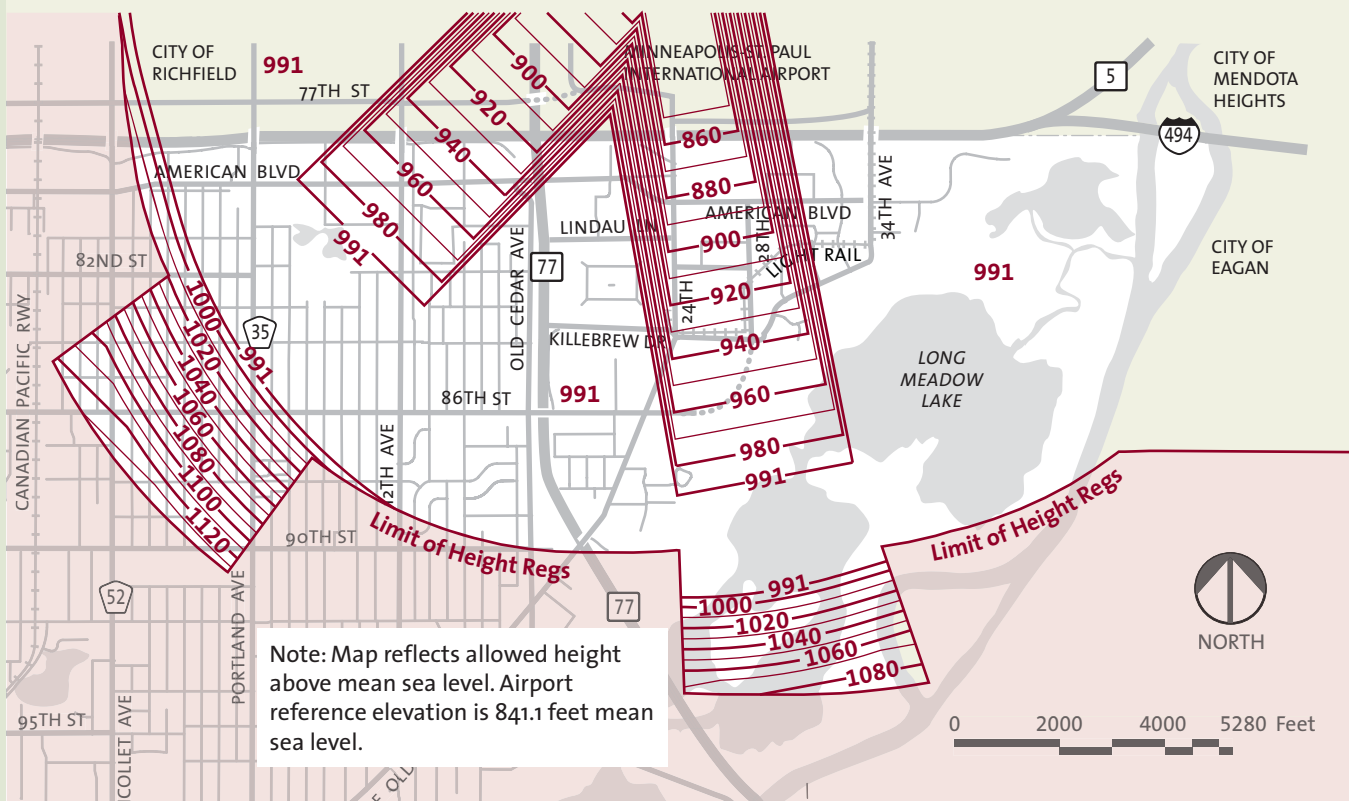 CITY OF
RICHFIELD
991
77TH ST
900
920
940
960
980
991
MINNEAPOLIS-ST. PAUL
INTERNATIONAL AIRPORT
5
CITY OF
MENDOTA
HEIGHTS
494
860
880
900
920
940
960
980
991
AMERICAN BLVD
AMERICAN BLVD
34TH AVE
LINDAU LN
28TH
LIGHT RAIL
24TH
82ND ST
OLD CEDAR AVE
77
991
CITY OF
EAGAN
CANADIAN PACIFIC RWY
35
KILLEBREW DR
LONG
MEADOW
LAKE
86TH ST
991
991
1000
1020
1040
1060
1080
1100
1120
12TH AVE
90TH ST
Limit of Height Regs
Limit of Height Regs
52
PORTLAND AVE
77
991
1000
1020
1040
1060
1080
NORTH
Note: Map reflects allowed height
above mean sea level. Airport
reference elevation is 841.1 feet mean
sea level.
95TH ST
ICOLLET AVE
E OLD
0 2000 4000 5280 Feet